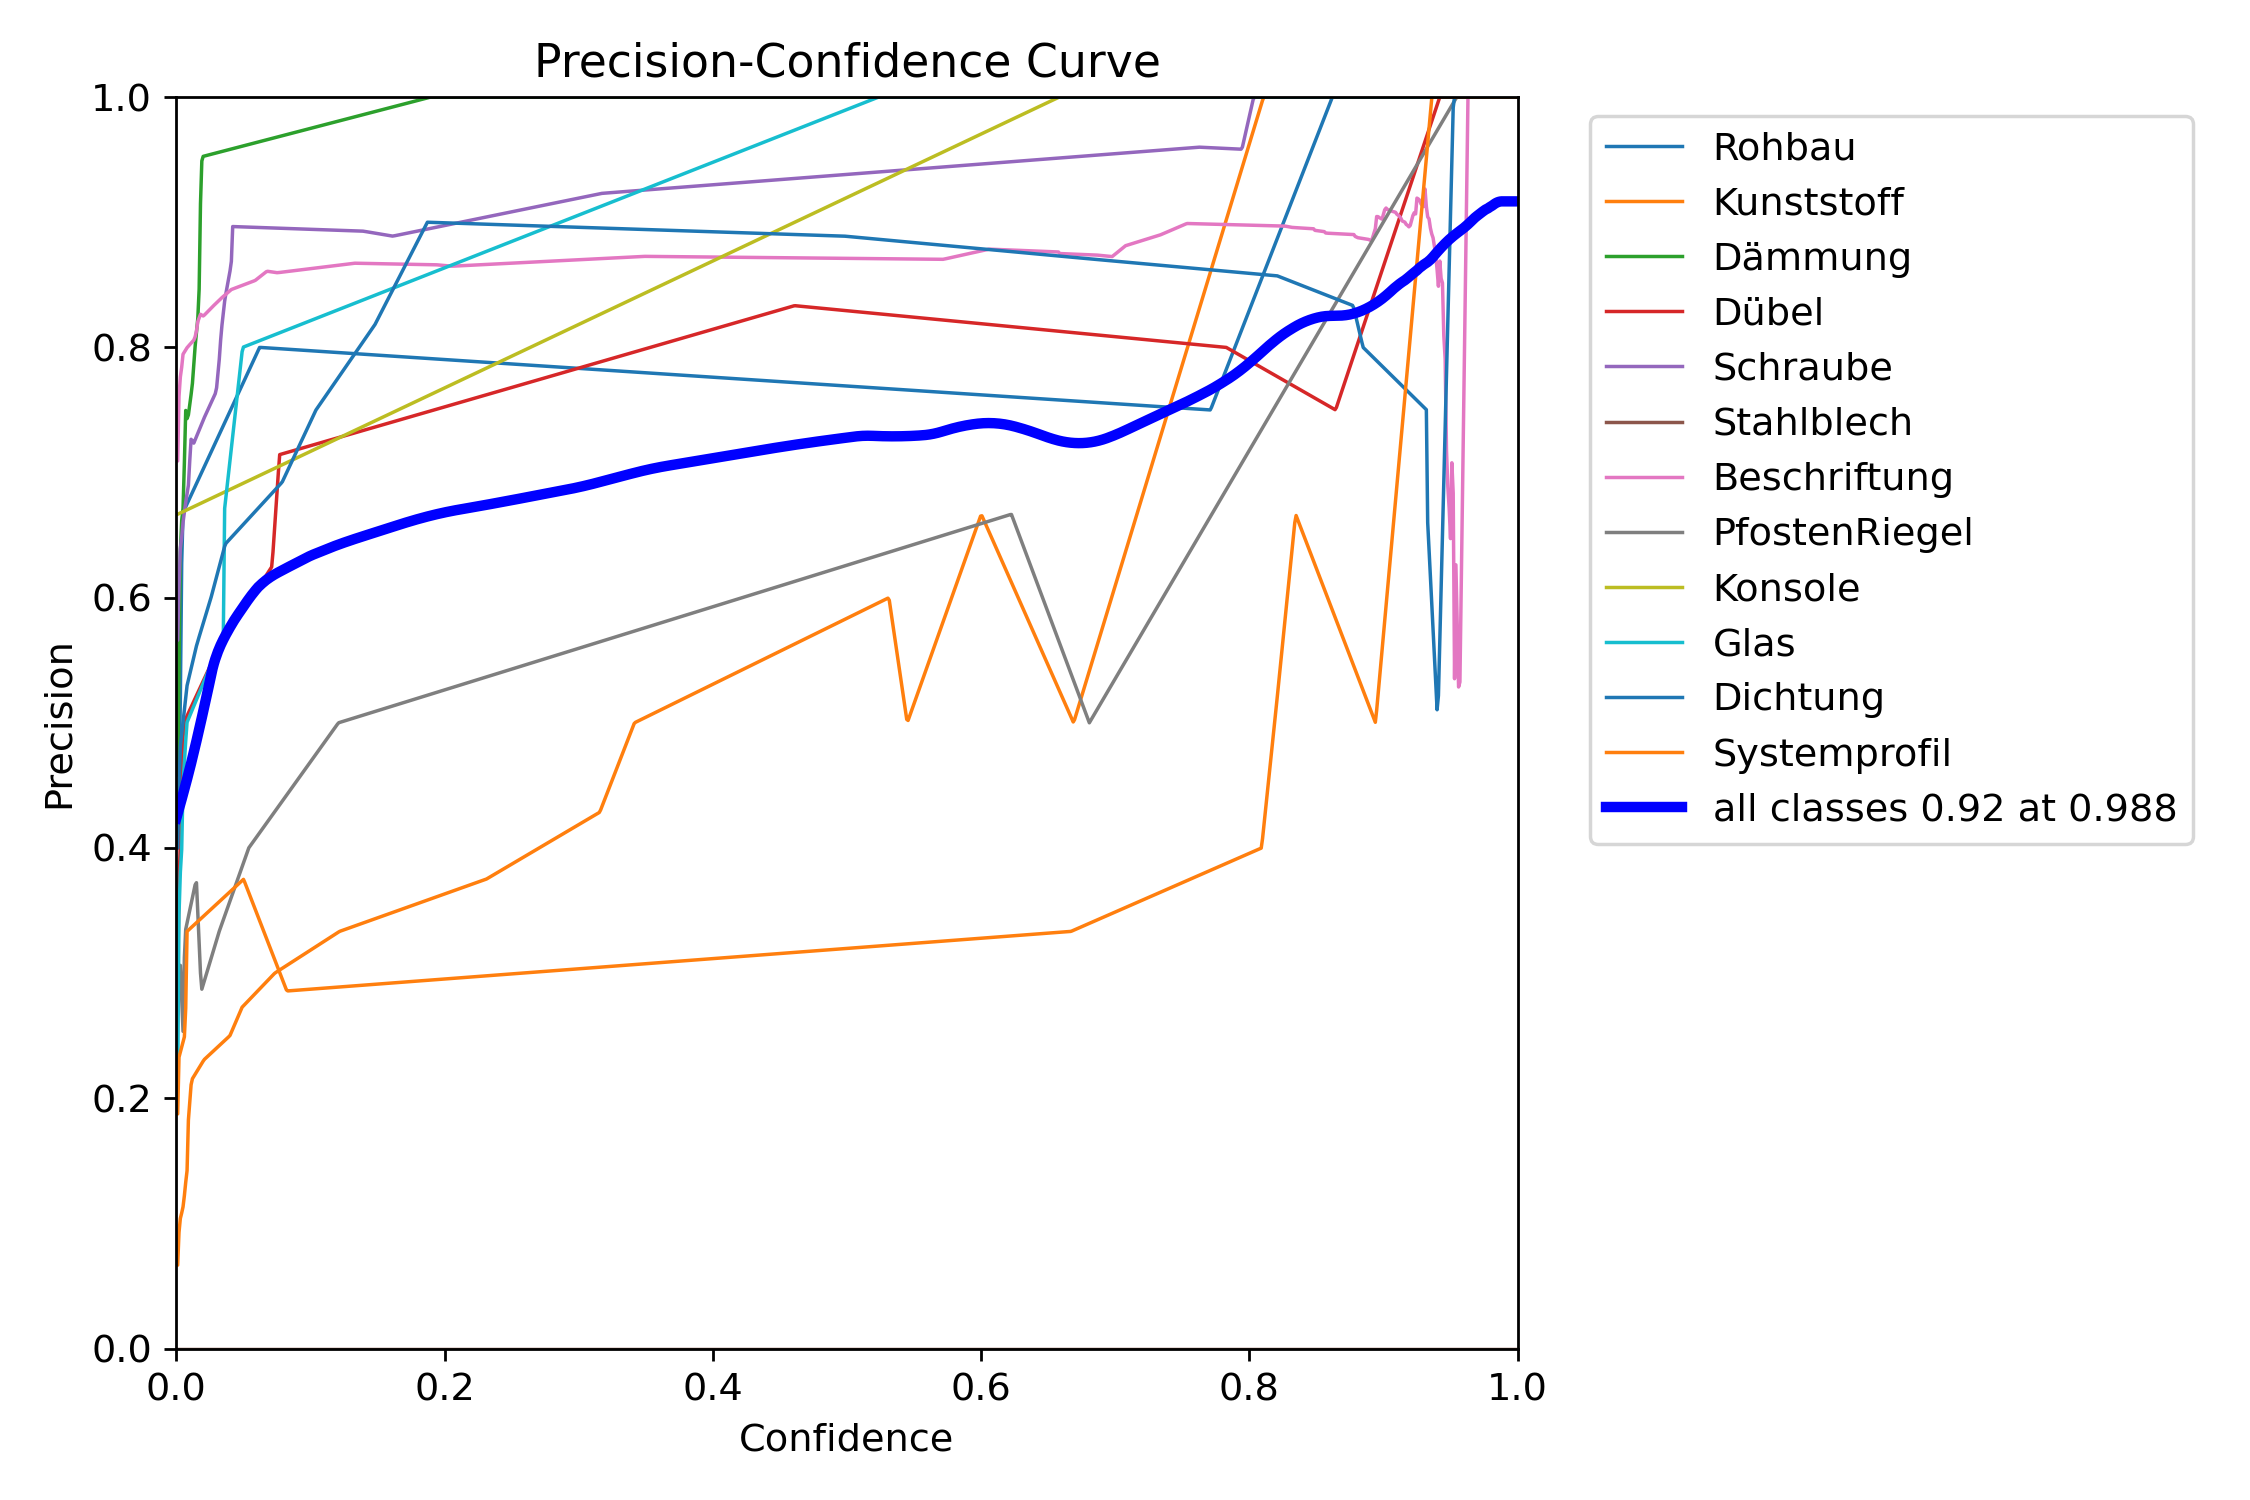 Precision-Confidence Curve
1.0
0.8
0.6
0.4
0.2
0.0
Precision
0.0 0.2 0.4 0.6 0.8 1.0
Confidence
Rohbau
Kunststoff
Dämmung
Dübel
Schraube
Stahlblech
Beschriftung
PfostenRiegel
Konsole
Glas
Dichtung
Systemprofil
all classes 0.92 at 0.988